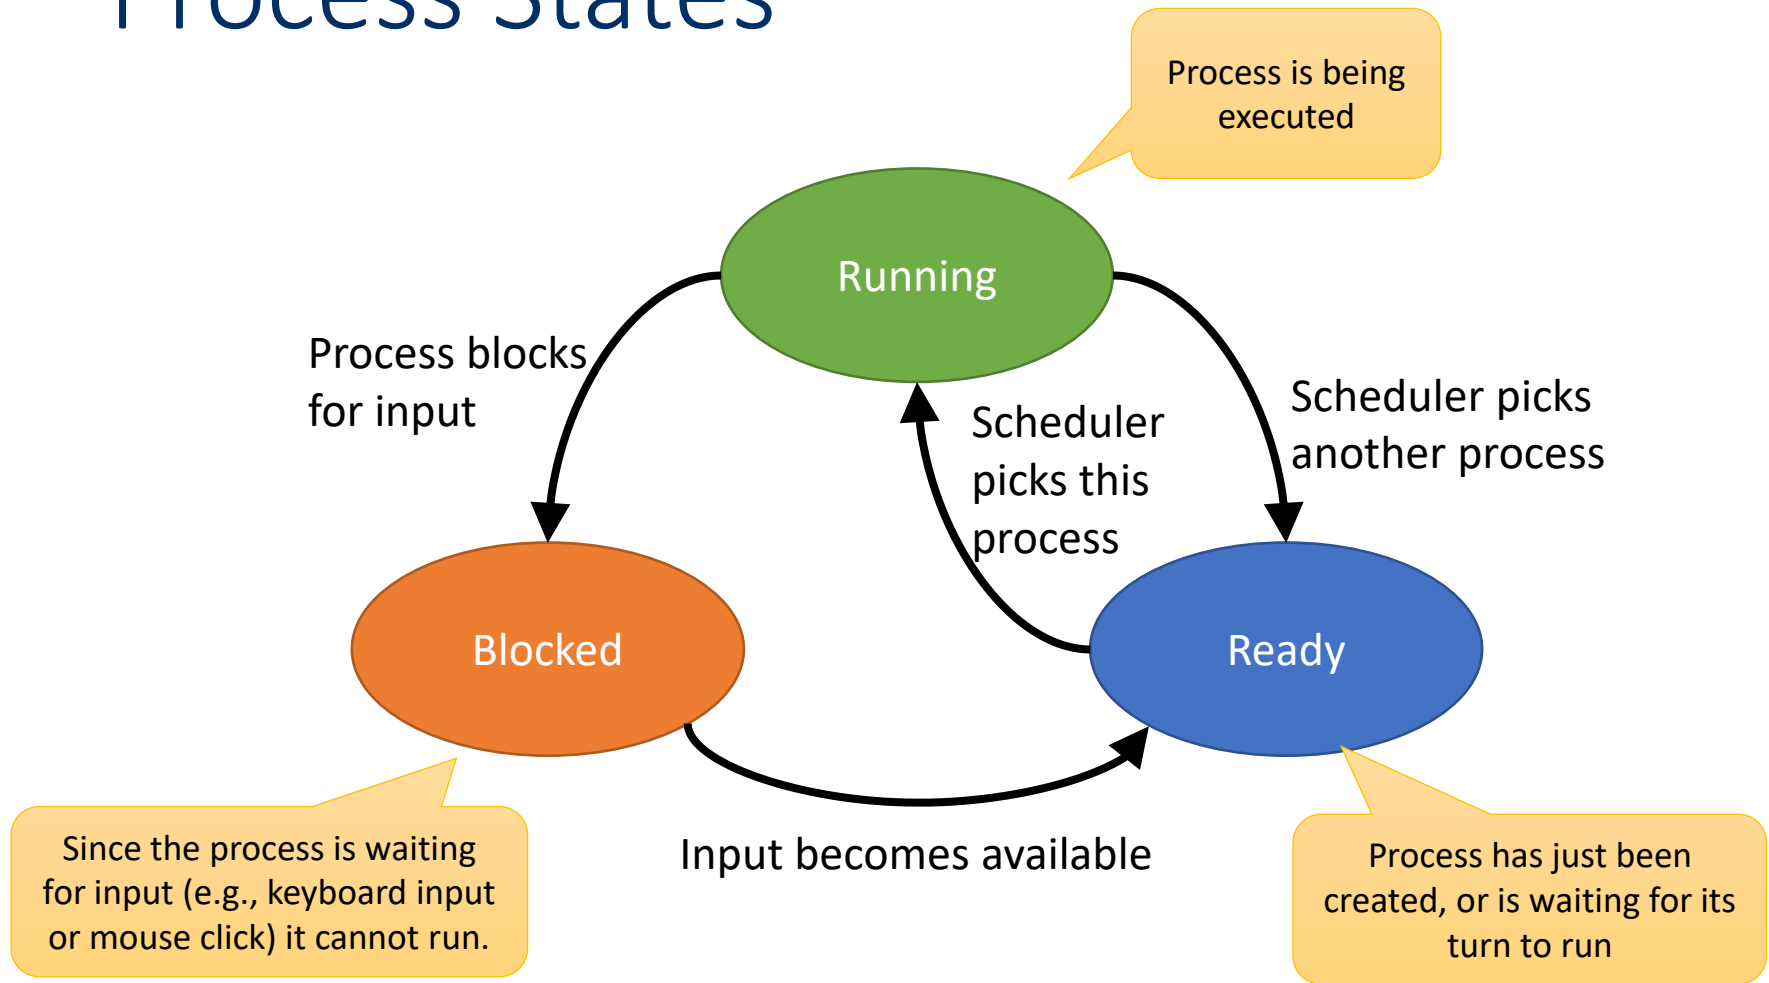 Process States
Process is being
executed
Running
Process blocks
for input
Scheduler
picks this
process
Scheduler picks
another process
Blocked
Ready
Since the process is waiting
for input (e.g., keyboard input
or mouse click) it cannot run.
Input becomes available
Process has just been
created, or is waiting for its
turn to run